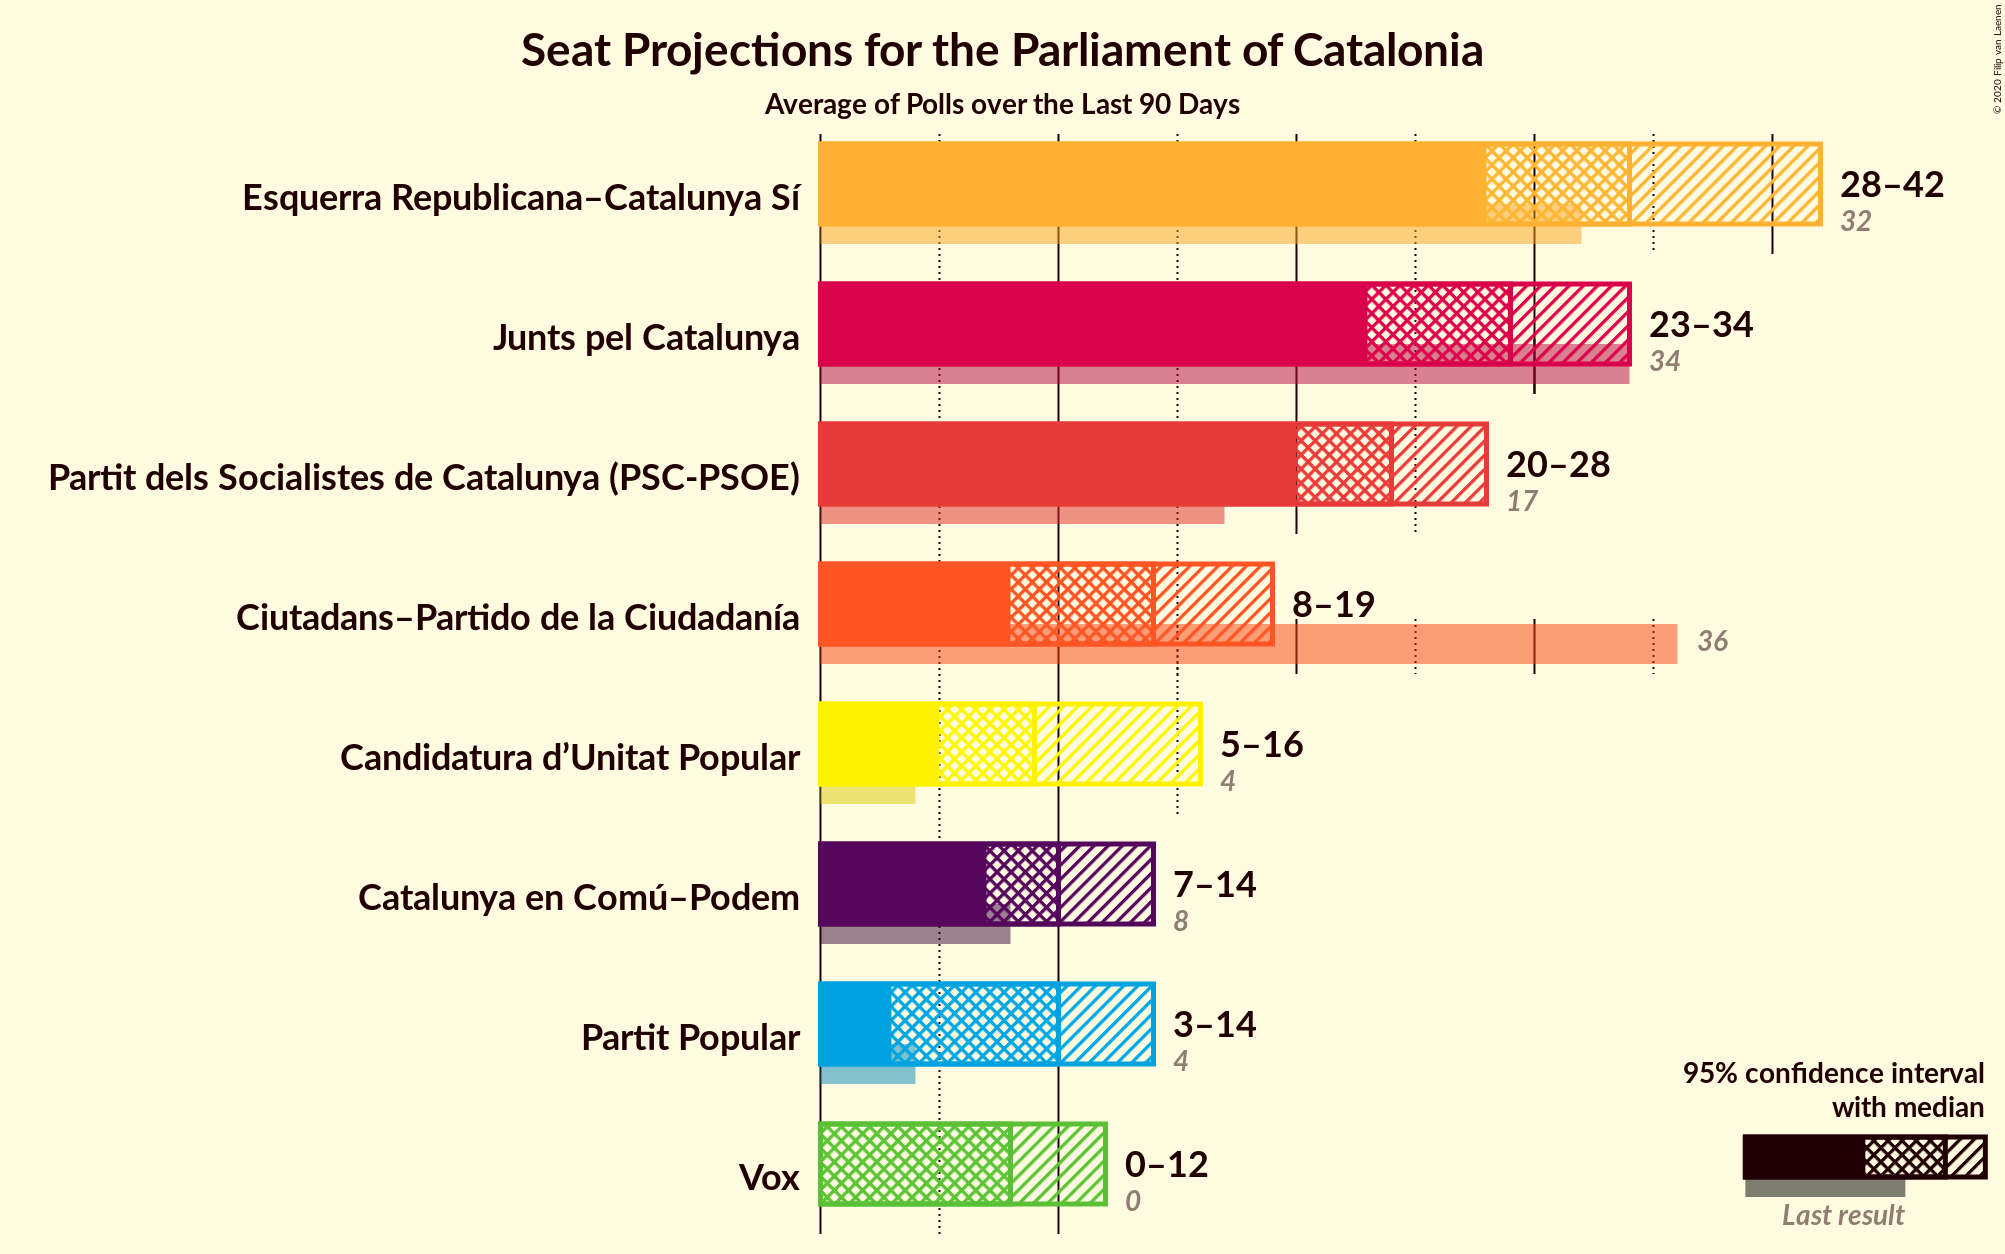 Seat Projections for the Parliament of Catalonia
Average of Polls over the Last 90 Days
© 2020 Filip van Laenen
Esquerra Republicana–Catalunya Sí
28–42
32
Junts pel Catalunya
23–34
34
Partit dels Socialistes de Catalunya (PSC-PSOE)
20–28
17
Ciutadans–Partido de la Ciudadanía
8–19
36
Candidatura d’Unitat Popular
5–16
4
Catalunya en Comú–Podem
7–14
8
Partit Popular
3–14
4
Vox
0–12
0
95% confidence interval
with median
Last result